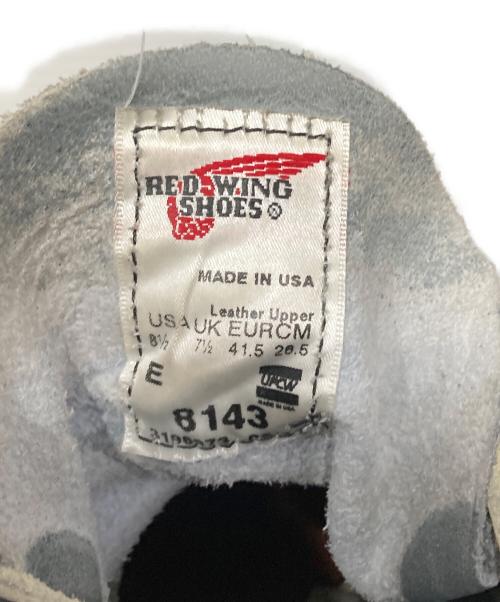 RED WING
SHOES®
MADE IN USA
Leather Upper
USA UK EUR CM
8½ 7½ 41.5 26.5
E
UFCW
MADE IN U.S.A.
8143